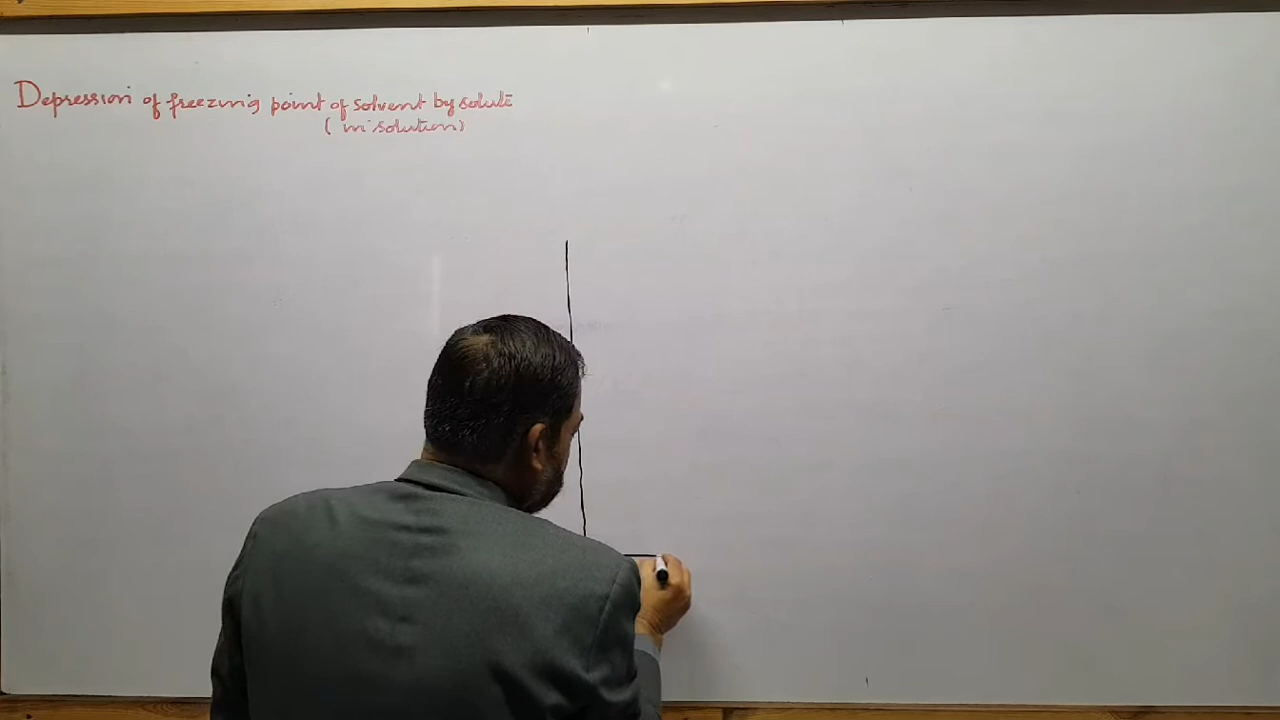 Depression of freezing point of solvent by solute
(in solution)